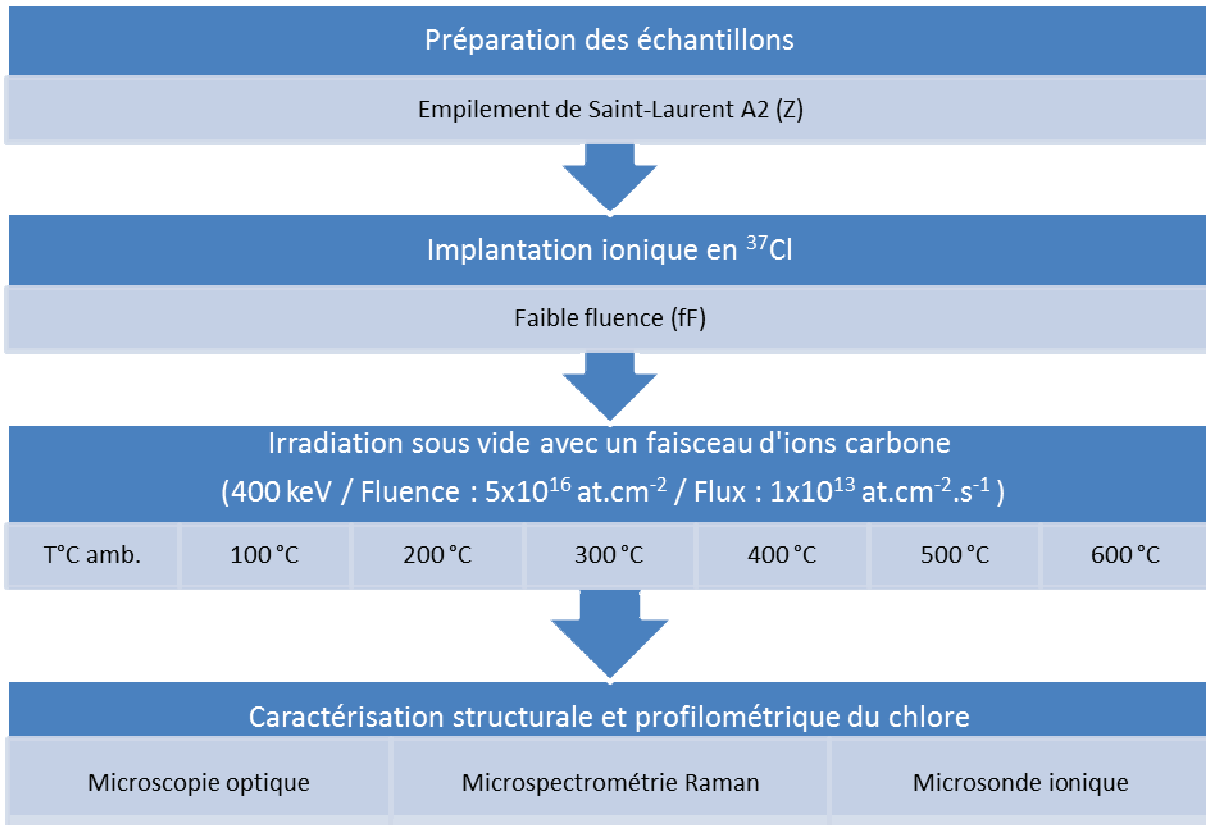 Préparation des échantillons
Empilement de Saint-Laurent A2 (Z)
Implantation ionique en ³⁷Cl
Faible fluence (fF)
Irradiation sous vide avec un faisceau d'ions carbone
(400 keV / Fluence : 5x10¹⁶ at.cm⁻² / Flux : 1x10¹³ at.cm⁻².s⁻¹ )
T°C amb. 100 °C 200 °C 300 °C 400 °C 500 °C 600 °C
Caractérisation structurale et profilométrique du chlore
Microscopie optique Microspectrométrie Raman Microsonde ionique